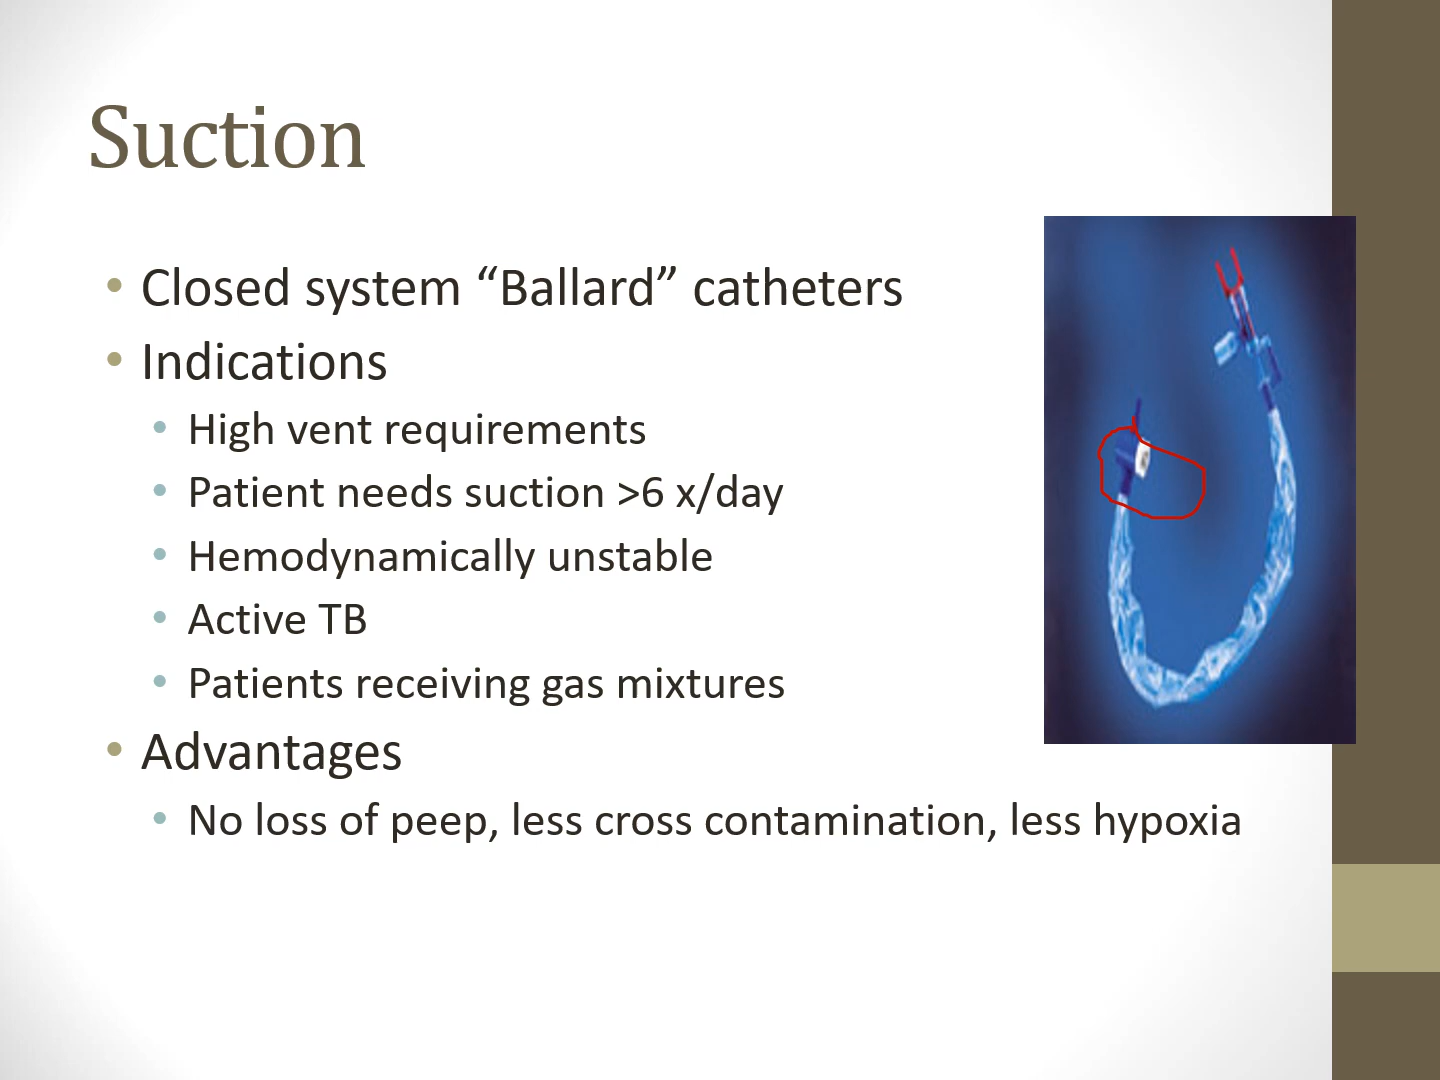 Suction
• Closed system “Ballard” catheters
• Indications
• High vent requirements
• Patient needs suction >6 x/day
• Hemodynamically unstable
• Active TB
• Patients receiving gas mixtures
• Advantages
• No loss of peep, less cross contamination, less hypoxia